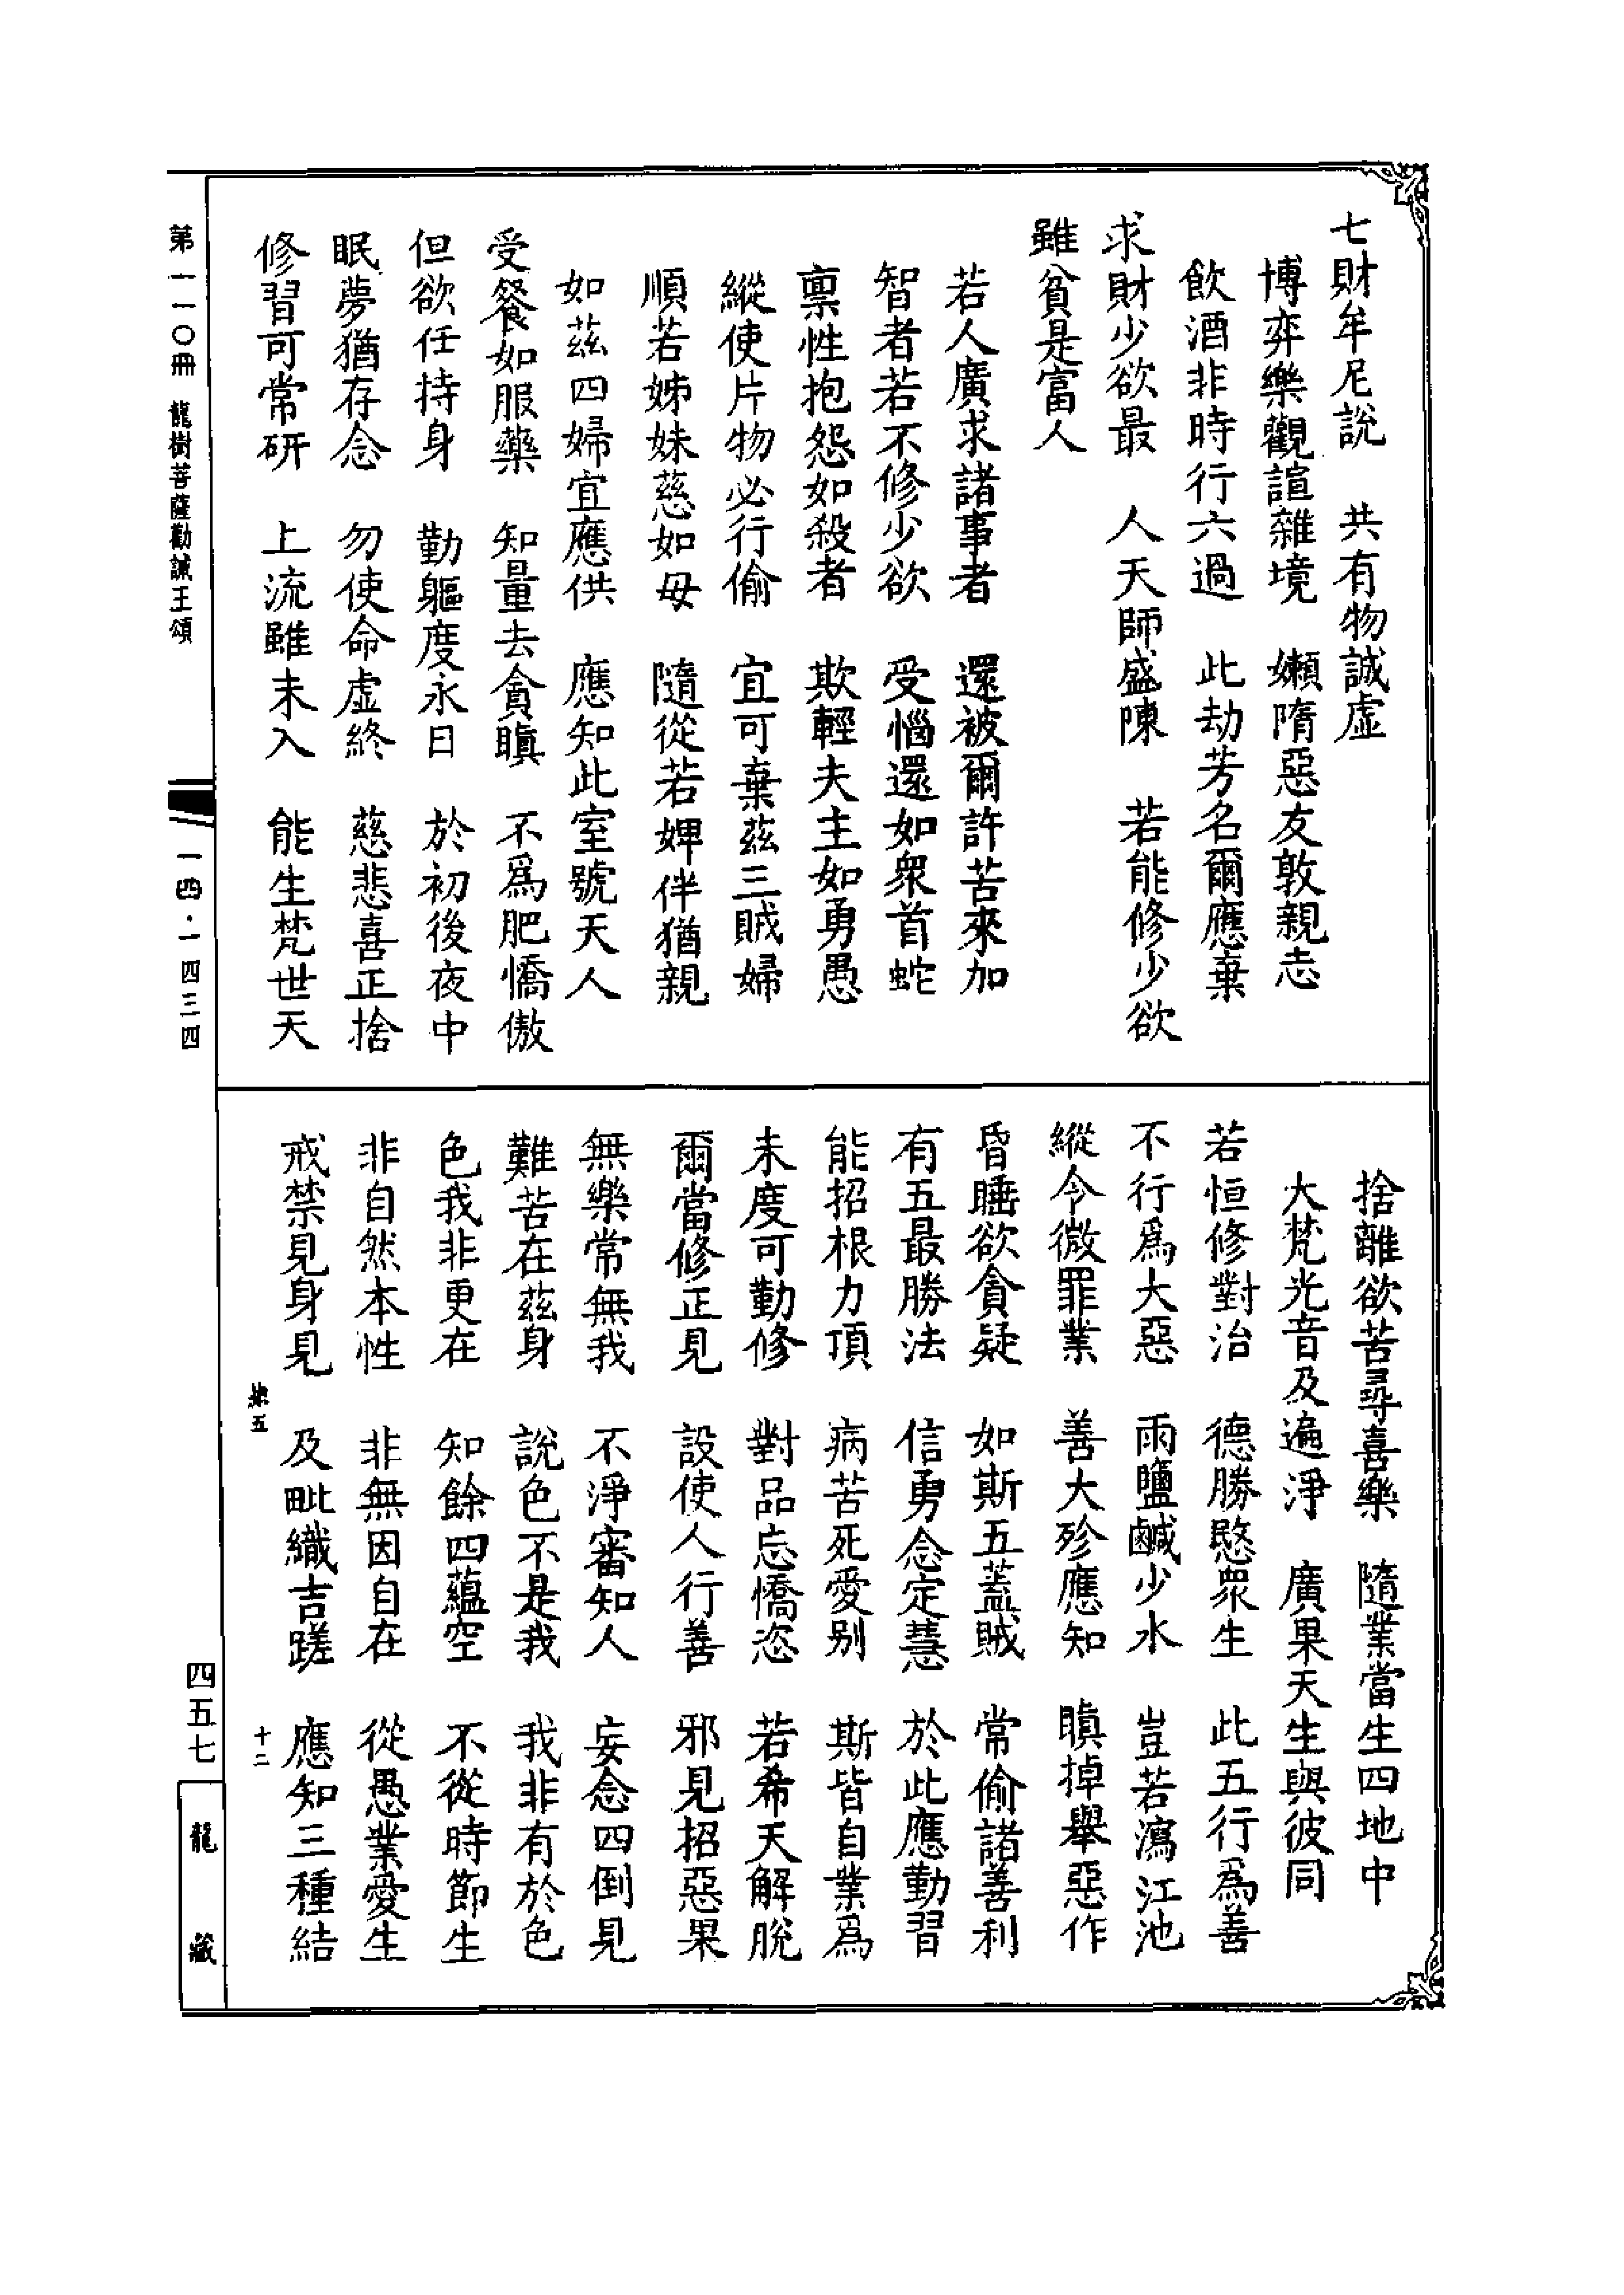 七財牟尼說　共有物誠虛
博弈樂觀諠雜境　嬾隋惡友敦親志
飲酒非時行六過　此劫芳名爾應棄
求財少欲最　人天師盛陳　若能修少欲
雖貧是富人
若人廣求諸事者　還被爾許苦來加
智者若不修少欲　受惱還如衆首蛇
禀性抱怨如殺者　欺輕夫主如勇愚
縱使片物必行偷　宜可棄茲三賊婦
順若姊妹慈如母　隨從若婢伴猶親
如茲四婦宜應供　應知此室號天人
受餐如服藥　知量去貪瞋　不爲肥憍傲
但欲任持身　勤軀度永日　於初後夜中
眠夢猶存念　勿使命虛終　慈悲喜正捨
修習可常研　上流雖未入　能生梵世天
捨離欲苦尋喜樂　隨業當生四地中
大梵光音及遍淨　廣果天生與彼同
若恒修對治　德勝愍衆生　此五行爲善
不行爲大惡　雨鹽鹹少水　豈若瀉江池
縱令微罪業　善大殄應知　瞋掉舉惡作
昏睡欲貪疑　如斯五蓋賊　常偷諸善利
有五最勝法　信勇念定慧　於此應勤習
能招根力頂　病苦死愛别　斯皆自業爲
未度可勤修　對品忘憍恣　若希天解脫
爾當修正見　設使人行善　邪見招惡果
無樂常無我　不淨審知人　妄念四倒見
難苦在茲身　說色不是我　我非有於色
色我非更在　知餘四蘊空　不從時節生
非自然本性　非無因自在　從愚業愛生
戒禁見身見　及毗織吉蹉　應知三種結
五　十二
第一一〇冊　龍樹菩薩勸誡王頌
一四·一四三四
四五七
龍藏